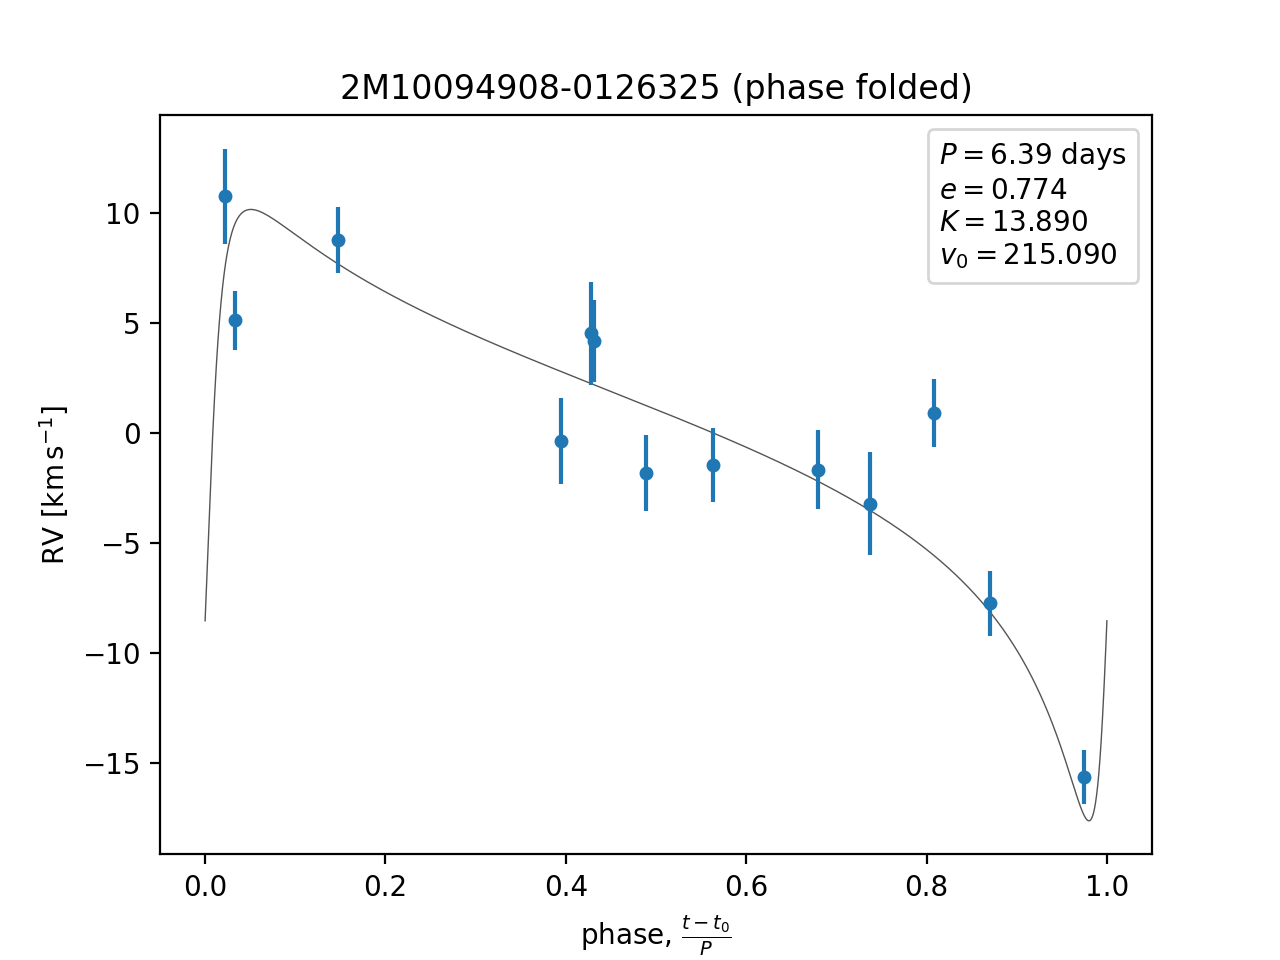 2M10094908-0126325 (phase folded)
P = 6.39 days
e = 0.774
K = 13.890
v₀ = 215.090
10
5
0
−5
−10
−15
RV [km s⁻¹]
0.0 0.2 0.4 0.6 0.8 1.0
phase, (t − t₀)/P